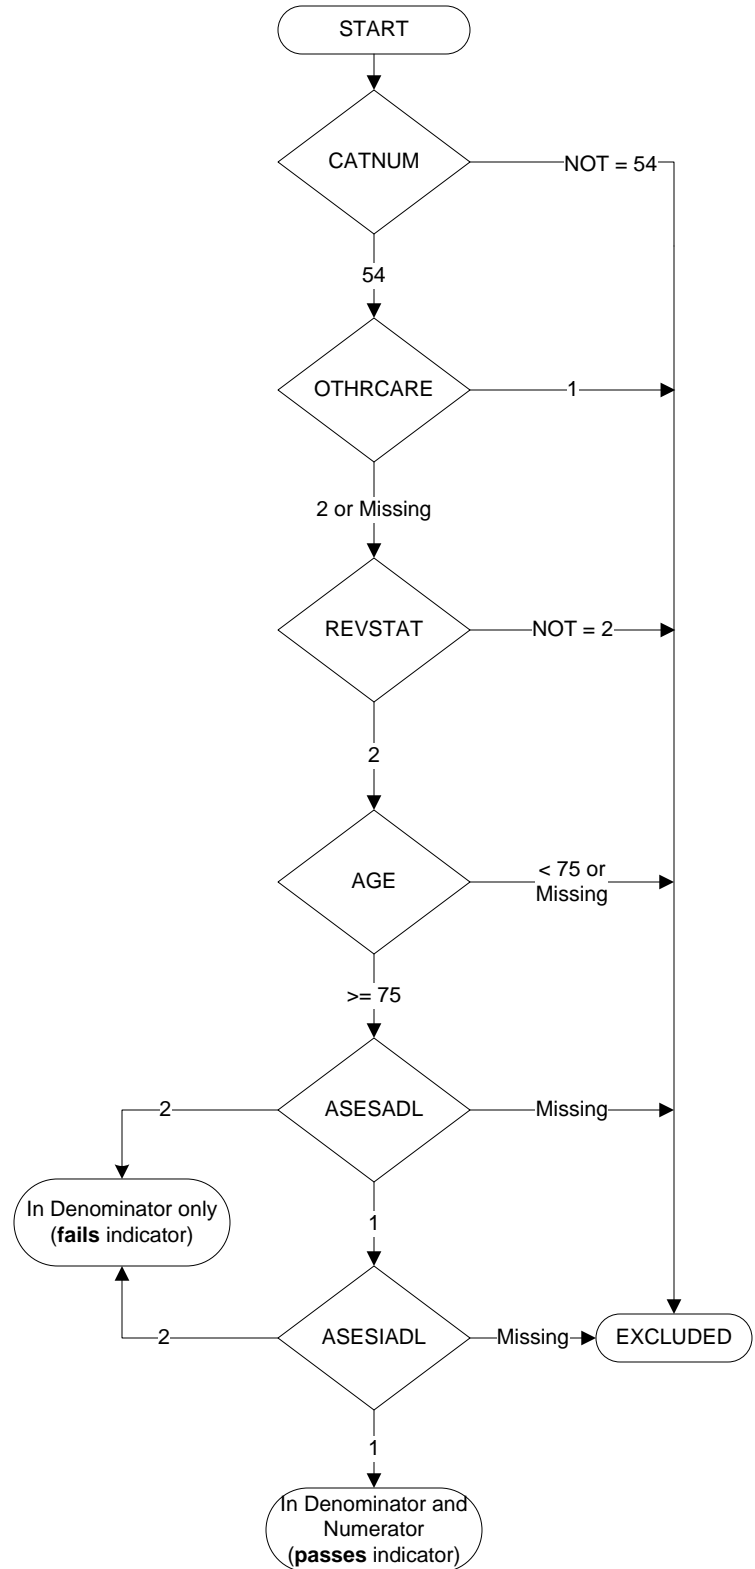 START
CATNUM
NOT = 54
54
OTHRCARE
1
2 or Missing
REVSTAT
NOT = 2
2
AGE
< 75 or
Missing
>= 75
2
ASESADL
Missing
In Denominator only
(fails indicator)
1
2
ASESIADL
Missing
EXCLUDED
1
In Denominator and
Numerator
(passes indicator)